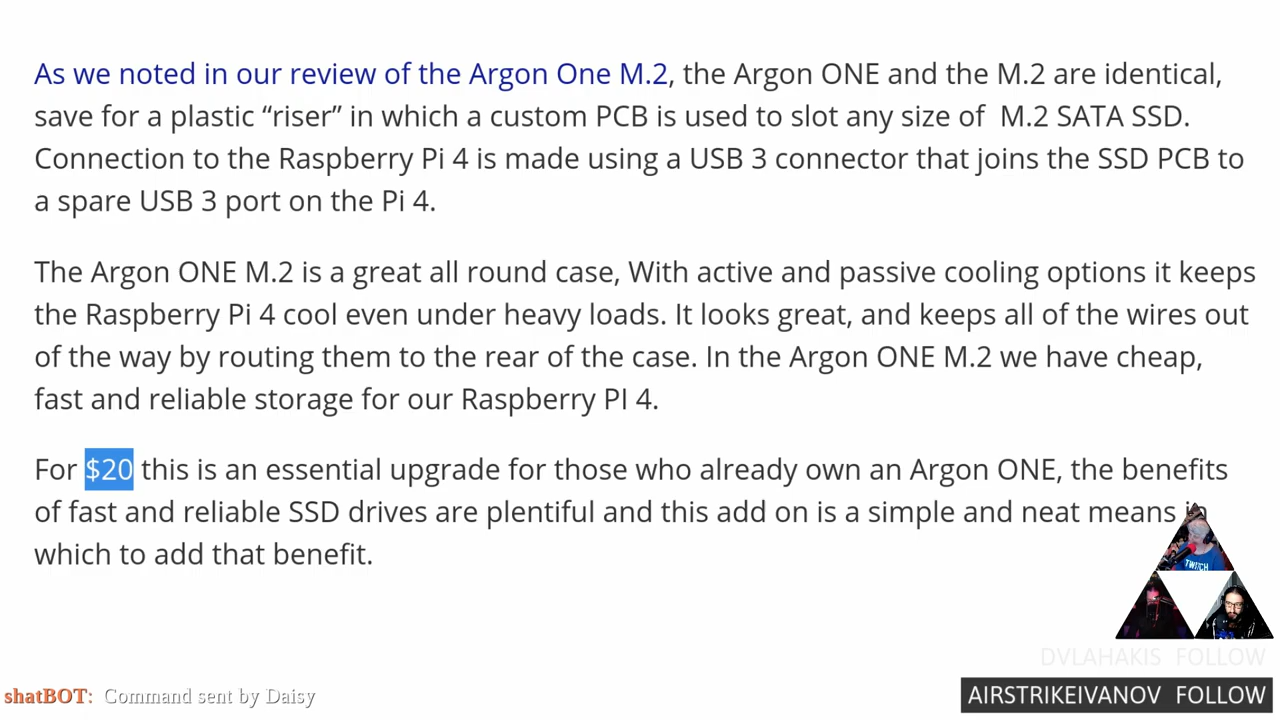 As we noted in our review of the Argon One M.2, the Argon ONE and the M.2 are identical,
save for a plastic “riser” in which a custom PCB is used to slot any size of  M.2 SATA SSD.
Connection to the Raspberry Pi 4 is made using a USB 3 connector that joins the SSD PCB to
a spare USB 3 port on the Pi 4.
The Argon ONE M.2 is a great all round case, With active and passive cooling options it keeps
the Raspberry Pi 4 cool even under heavy loads. It looks great, and keeps all of the wires out
of the way by routing them to the rear of the case. In the Argon ONE M.2 we have cheap,
fast and reliable storage for our Raspberry PI 4.
For $20 this is an essential upgrade for those who already own an Argon ONE, the benefits
of fast and reliable SSD drives are plentiful and this add on is a simple and neat means in
which to add that benefit.
TWITCH
DVLAHAKIS FOLLOW
shatBOT: Command sent by Daisy
AIRSTRIKEIVANOV FOLLOW